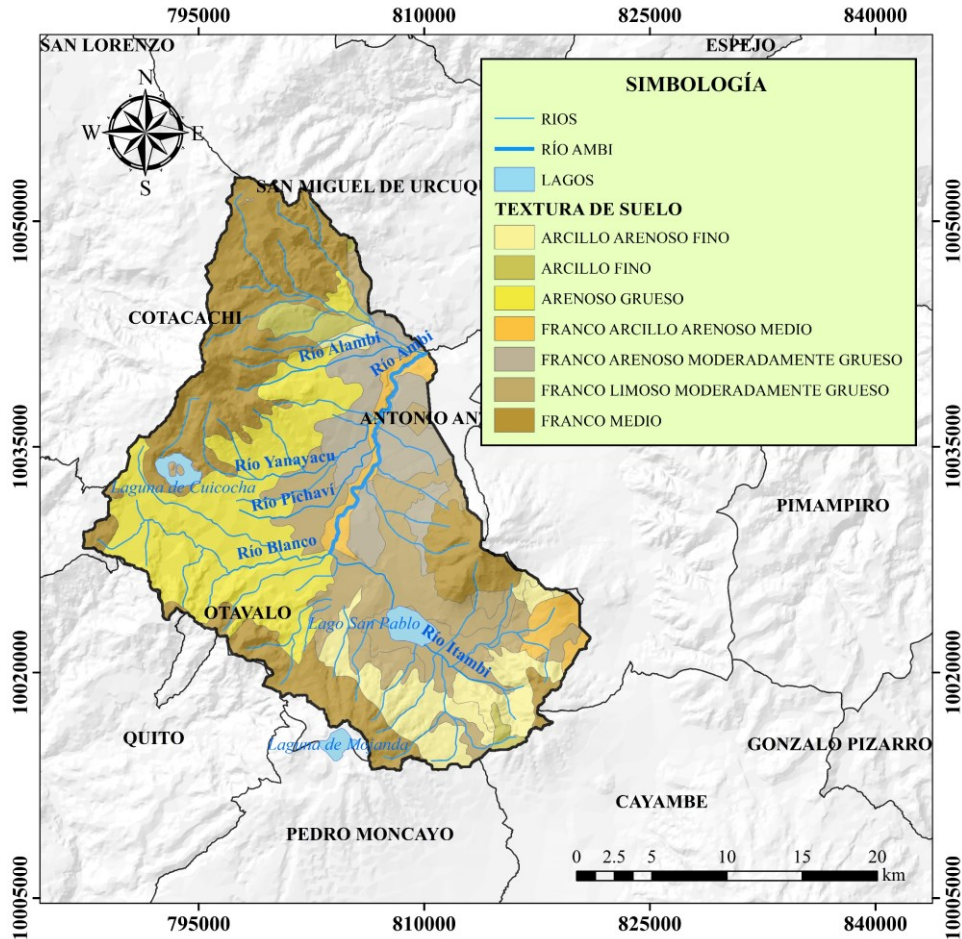 795000 810000 825000 840000
SAN LORENZO
ESPEJO
N
W E
S
SIMBOLOGÍA
RIOS
RÍO AMBI
LAGOS
TEXTURA DE SUELO
ARCILLO ARENOSO FINO
ARCILLO FINO
ARENOSO GRUESO
FRANCO ARCILLO ARENOSO MEDIO
FRANCO ARENOSO MODERADAMENTE GRUESO
FRANCO LIMOSO MODERADAMENTE GRUESO
FRANCO MEDIO
SAN MIGUEL DE URCUQU
10050000 10050000
COTACACHI
Río Alambi
Río Ambi
ANTONIO ANT
10035000 10035000
Río Yanayacu
Laguna de Cuicocha
Río Pichavi
PIMAMPIRO
Río Blanco
OTAVALO
Lago San Pablo
Río Itambi
10020000 10020000
QUITO
Laguna de Mojanda
GONZALO PIZARRO
CAYAMBE
PEDRO MONCAYO
0 2.5 5 10 15 20
km
10005000 10005000
795000 810000 825000 840000